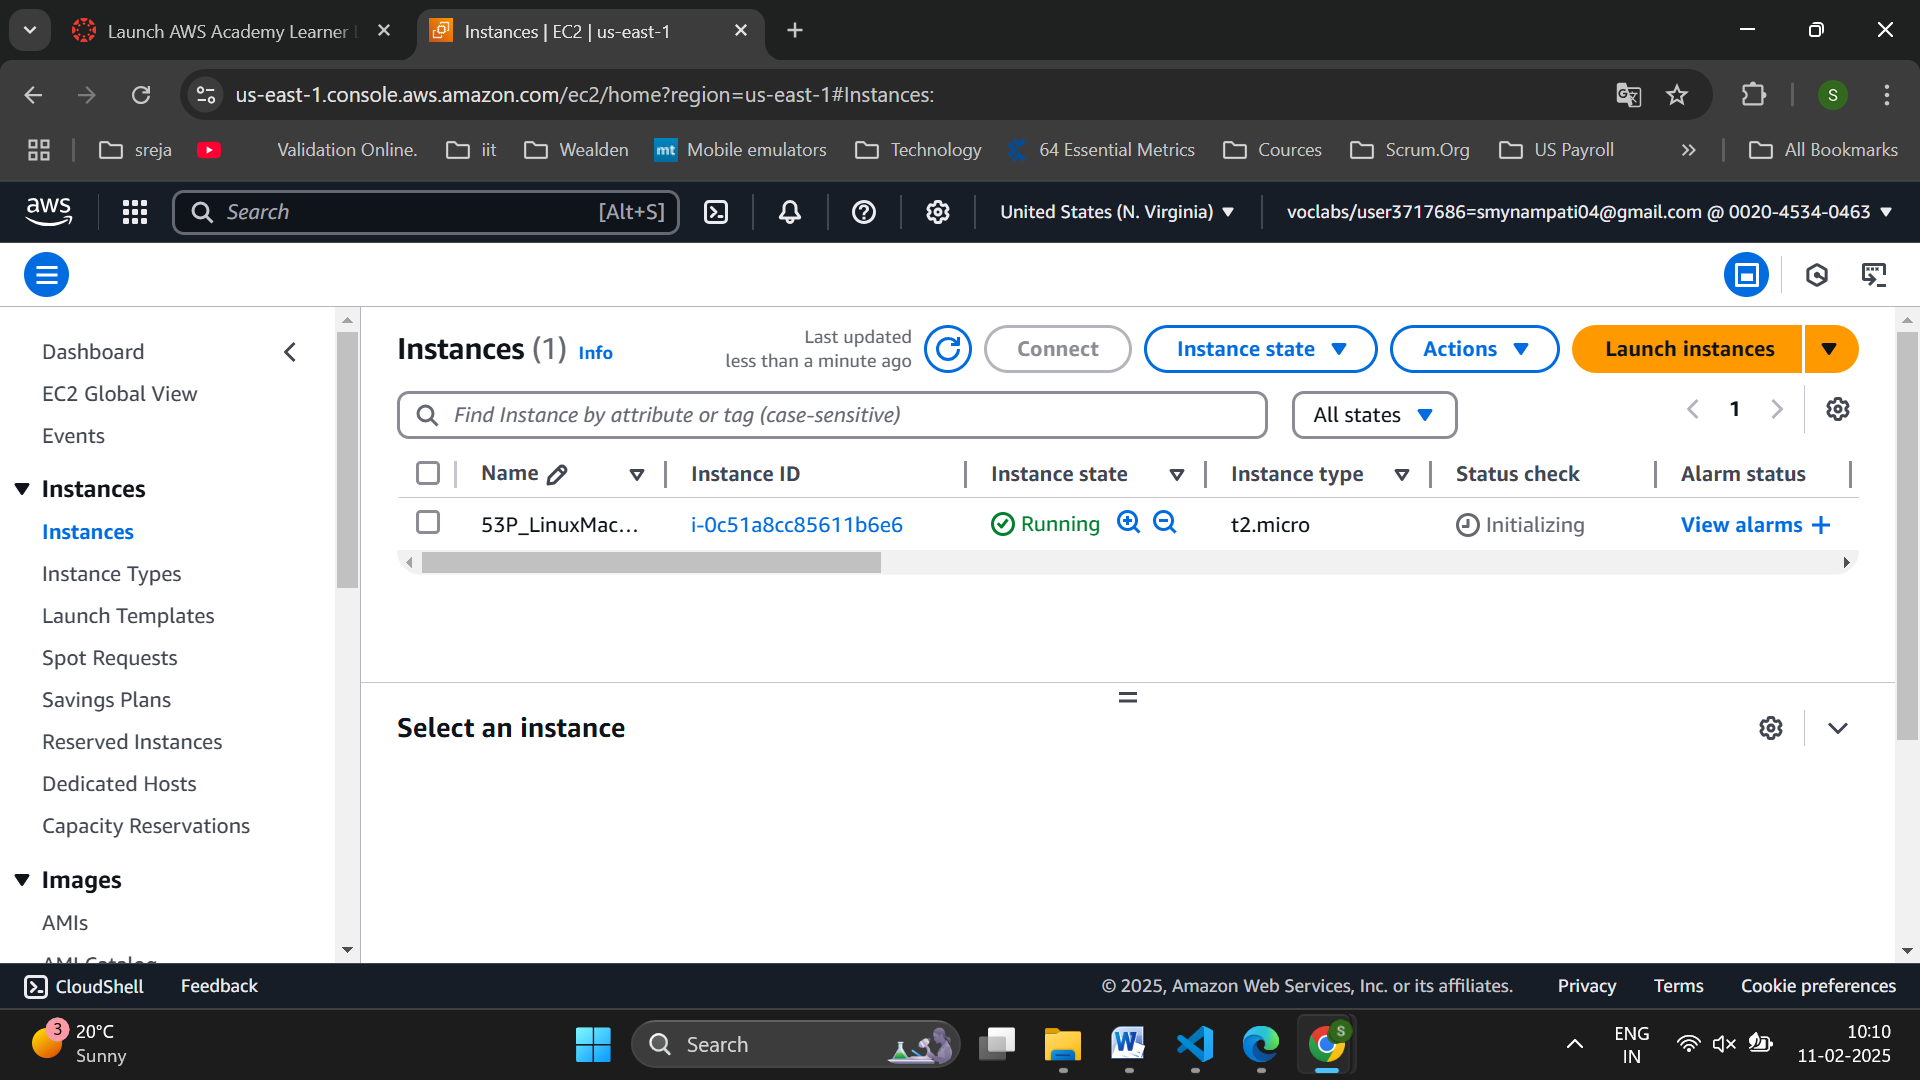 Launch AWS Academy Learner
Instances | EC2 | us-east-1
us-east-1.console.aws.amazon.com/ec2/home?region=us-east-1#Instances:
S
sreja
Validation Online.
iit
Wealden
mt Mobile emulators
Technology
64 Essential Metrics
Cources
Scrum.Org
US Payroll
All Bookmarks
aws
Search [Alt+S]
United States (N. Virginia)
voclabs/user3717686=smynampati04@gmail.com @ 0020-4534-0463
Dashboard
EC2 Global View
Events
Instances
Instances
Instance Types
Launch Templates
Spot Requests
Savings Plans
Reserved Instances
Dedicated Hosts
Capacity Reservations
Images
AMIs
AMI Catalog
Instances (1) Info
Last updated
less than a minute ago
Connect
Instance state
Actions
Launch instances
Find Instance by attribute or tag (case-sensitive)
All states
1
Name Instance ID Instance state Instance type Status check Alarm status
53P_LinuxMac... i-0c51a8cc85611b6e6 Running t2.micro Initializing View alarms +
Select an instance
CloudShell Feedback
© 2025, Amazon Web Services, Inc. or its affiliates. Privacy Terms Cookie preferences
3
20°C
Sunny
Search
W
S
ENG
IN
10:10
11-02-2025